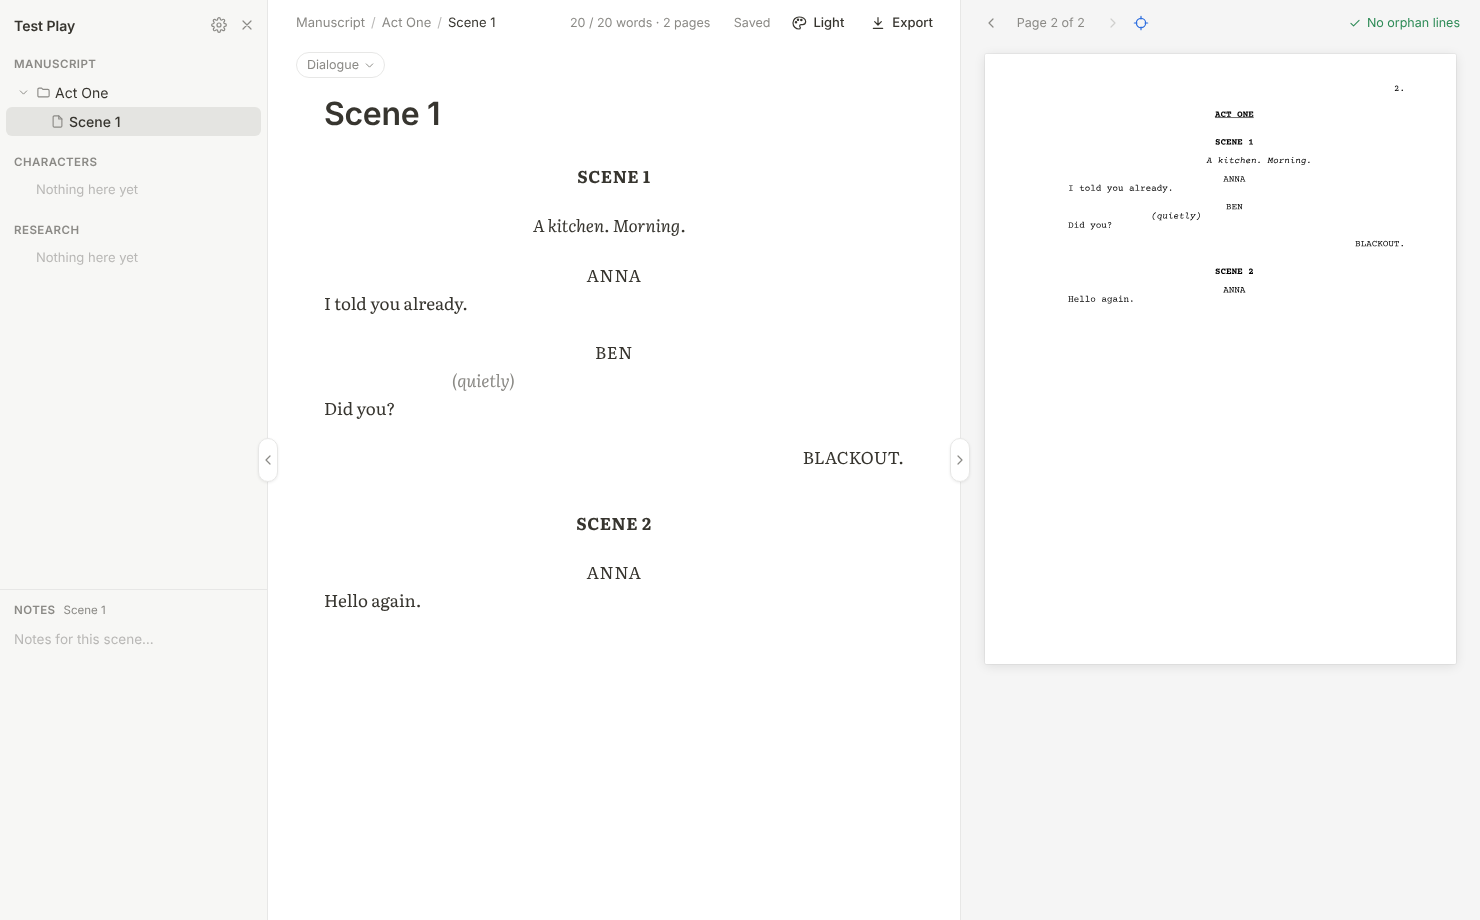 Test Play
MANUSCRIPT
Act One
Scene 1
CHARACTERS
Nothing here yet
RESEARCH
Nothing here yet
NOTES Scene 1
Notes for this scene...
Manuscript / Act One / Scene 1
20 / 20 words · 2 pages
Saved
Light
Export
Dialogue
Scene 1
SCENE 1
A kitchen. Morning.
ANNA
I told you already.
BEN
(quietly)
Did you?
BLACKOUT.
SCENE 2
ANNA
Hello again.
Page 2 of 2
No orphan lines
2.
ACT ONE
SCENE 1
A kitchen. Morning.
ANNA
I told you already.
BEN
(quietly)
Did you?
BLACKOUT.
SCENE 2
ANNA
Hello again.